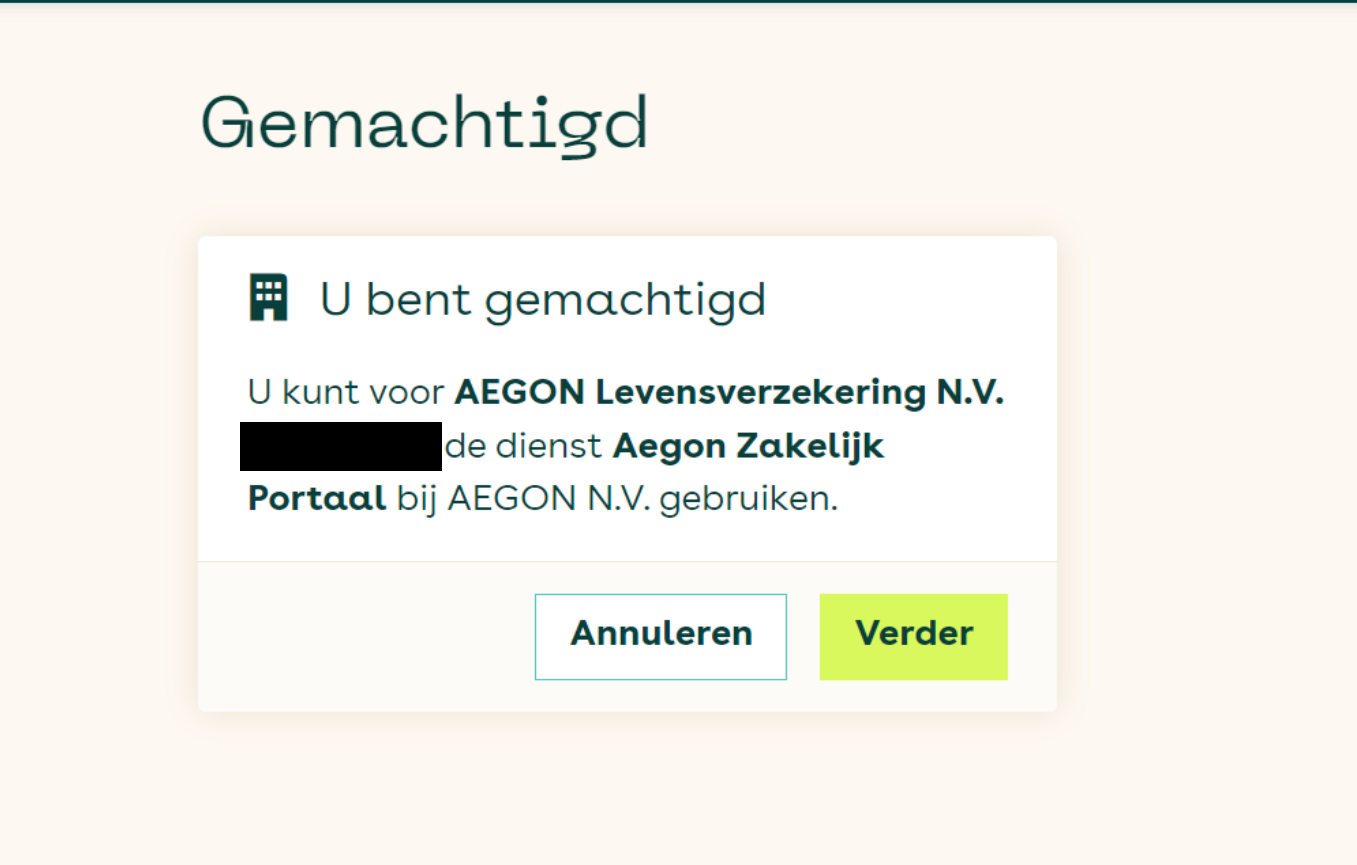 Gemachtigd
U bent gemachtigd
U kunt voor AEGON Levensverzekering N.V.
de dienst Aegon Zakelijk
Portaal bij AEGON N.V. gebruiken.
Annuleren Verder